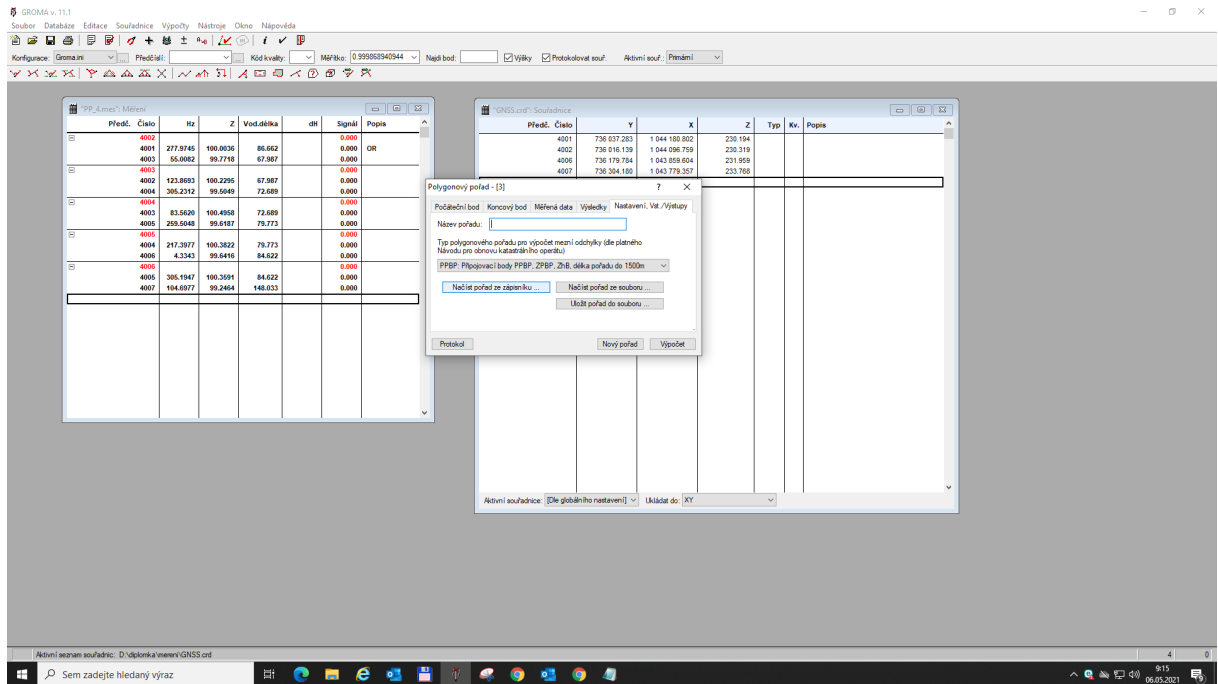 GROMA v. 11.1
Soubor Databáze Editace Souřadnice Výpočty Nástroje Okno Nápověda
Konfigurace: Groma.ini ... Předčíslí: ... Kód kvality: Měřítko: 0.999868940944 Najdi bod: Výšky Protokolovat souř. Aktivní souř.: Primární
"PP_4.mes": Měření
Předč. Číslo Hz Z Vod.délka dH Signál Popis
4002 0.000
4001 277.9745 100.0036 86.662 0.000 OR
4003 55.0082 99.7718 67.987 0.000
4003 0.000
4002 123.8693 100.2295 67.987 0.000
4004 305.2312 99.5049 72.689 0.000
4004 0.000
4003 83.5620 100.4958 72.689 0.000
4005 259.5048 99.6187 79.773 0.000
4005 0.000
4004 217.3977 100.3822 79.773 0.000
4006 4.3343 99.6416 84.622 0.000
4006 0.000
4005 305.1947 100.3591 84.622 0.000
4007 104.6977 99.2464 148.033 0.000
"GNSS.crd": Souřadnice
Předč. Číslo Y X Z Typ Kv. Popis
4001 736 037.283 1 044 180.802 230.194
4002 736 016.139 1 044 096.759 230.319
4006 736 179.784 1 043 859.604 231.959
4007 736 304.180 1 043 779.357 233.768
Polygonový pořad - [3] ?
Počáteční bod Koncový bod Měřená data Výsledky Nastavení, Vst./Výstupy
Název pořadu:
Typ polygonového pořadu pro výpočet mezní odchylky (dle platného
Návodu pro obnovu katastrálního operátu)
PPBP: Připojovací body PPBP, ZPBP, ZhB, délka pořadu do 1500m
Načíst pořad ze zápisníku ... Načíst pořad ze souboru ...
Uložit pořad do souboru ...
Protokol Nový pořad Výpočet
Aktivní souřadnice: [Dle globálního nastavení] Ukládat do: XY
Aktivní seznam souřadnic: D:\diplomka\mereni\GNSS.crd 4 0
Sem zadejte hledaný výraz
9:15
06.05.2021